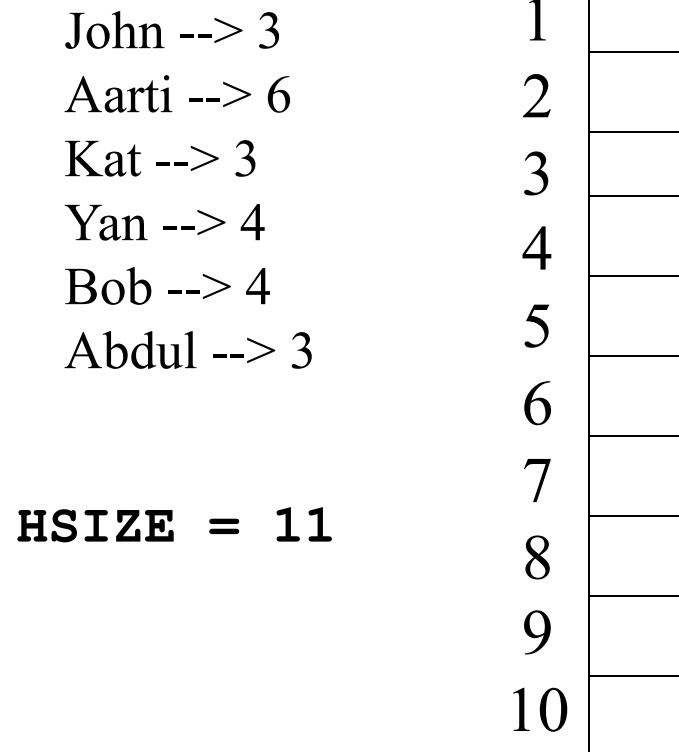 John --> 3
Aarti --> 6
Kat --> 3
Yan --> 4
Bob --> 4
Abdul --> 3
HSIZE = 11
1
2
3
4
5
6
7
8
9
10